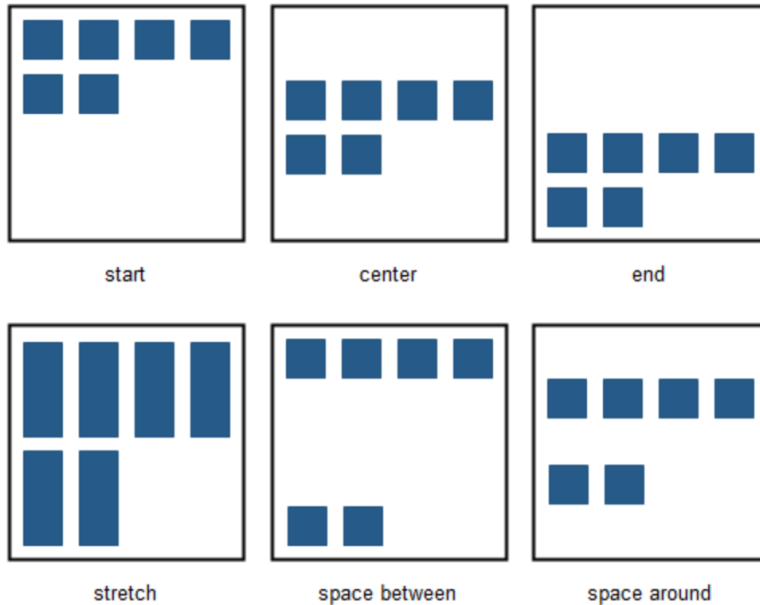 start
center
end
stretch
space between
space around